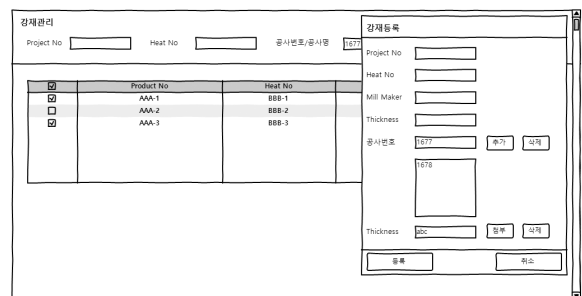 강재관리
Project No
Heat No
공사번호/공사명
1677
Product No
Heat No
AAA-1
BBB-1
AAA-2
BBB-2
AAA-3
BBB-3
강재등록
Project No
Heat No
Mill Maker
Thickness
공사번호
1677
추가
삭제
1678
Thickness
abc
첨부
삭제
등록
취소